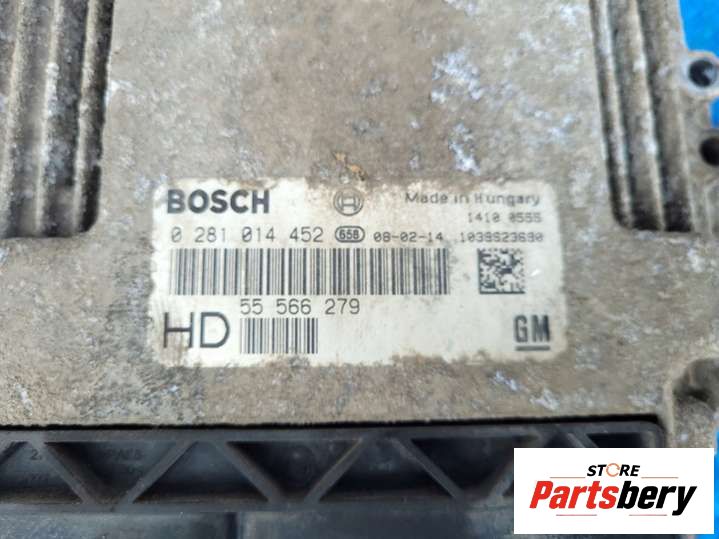 BOSCH
Made in Hungary
1410 0566
0 281 014 452 658 08-02-14 1039S23690
55 566 279
HD
GM
STORE
Partsbery